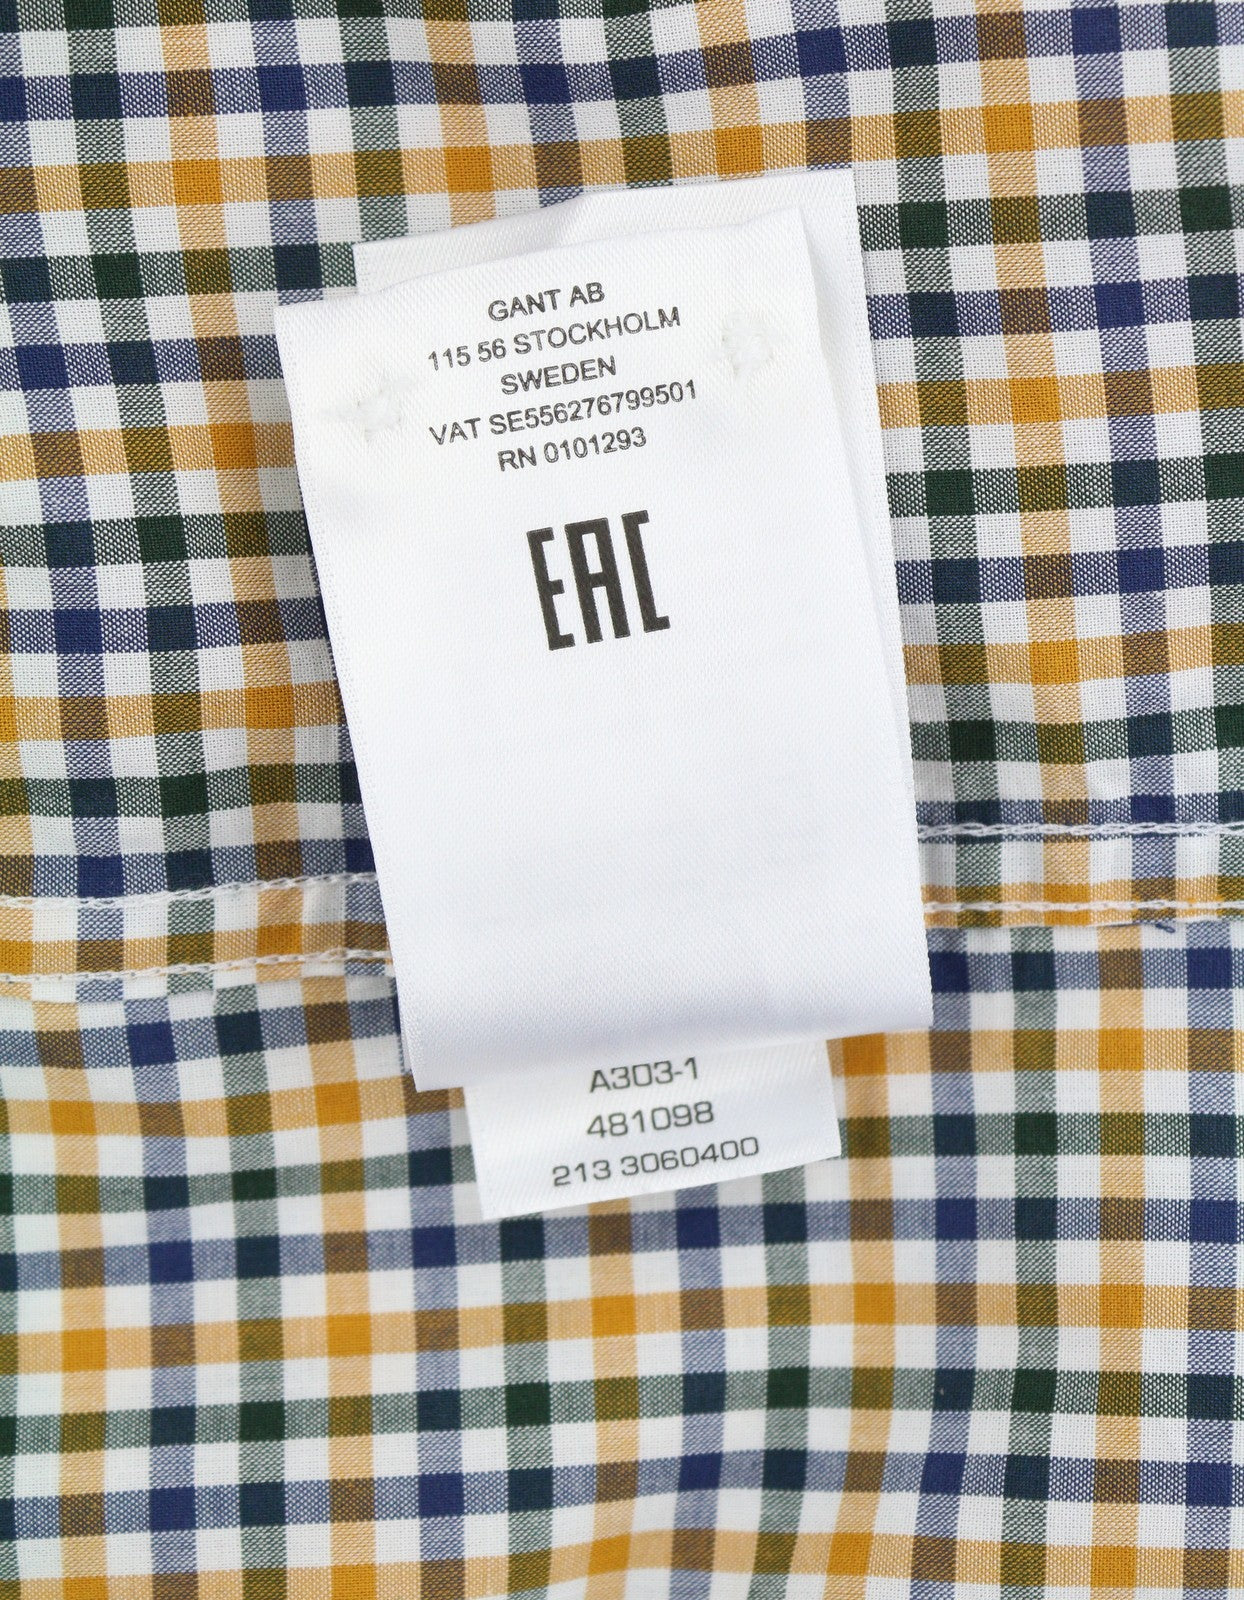 GANT AB
115 56 STOCKHOLM
SWEDEN
VAT SE556276799501
RN 0101293
EAC
A303-1
481098
213 3060400